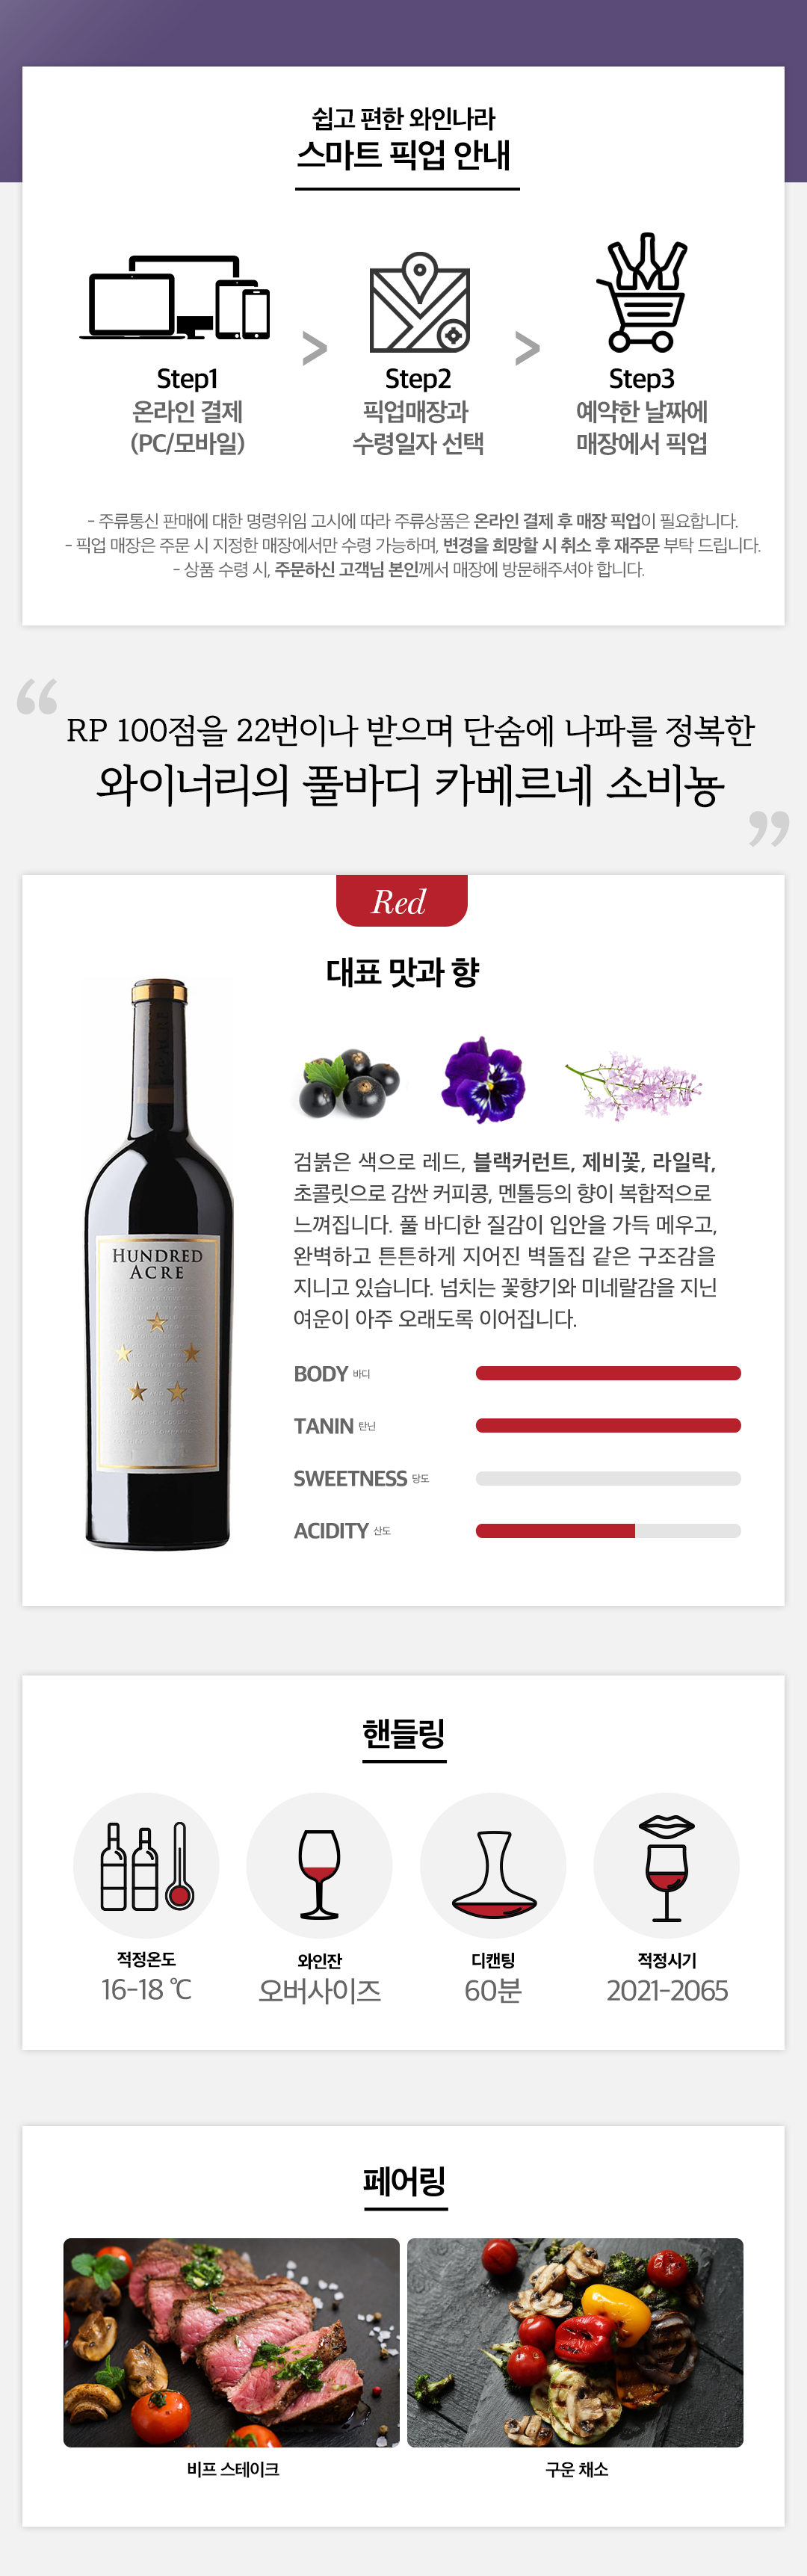 쉽고 편한 와인나라
스마트 픽업 안내
Step1
온라인 결제
(PC/모바일)
>
Step2
픽업매장과
수령일자 선택
>
Step3
예약한 날짜에
매장에서 픽업
- 주류통신 판매에 대한 명령위임 고시에 따라 주류상품은 온라인 결제 후 매장 픽업이 필요합니다.
- 픽업 매장은 주문 시 지정한 매장에서만 수령 가능하며, 변경을 희망할 시 취소 후 재주문 부탁 드립니다.
- 상품 수령 시, 주문하신 고객님 본인께서 매장에 방문해주셔야 합니다.
“ RP 100점을 22번이나 받으며 단숨에 나파를 정복한
와이너리의 풀바디 카베르네 소비뇽 ”
Red
대표 맛과 향
검붉은 색으로 레드, 블랙커런트, 제비꽃, 라일락,
초콜릿으로 감싼 커피콩, 멘톨등의 향이 복합적으로
느껴집니다. 풀 바디한 질감이 입안을 가득 메우고,
완벽하고 튼튼하게 지어진 벽돌집 같은 구조감을
지니고 있습니다. 넘치는 꽃향기와 미네랄감을 지닌
여운이 아주 오래도록 이어집니다.
HUNDRED
ACRE
BODY 바디
TANIN 탄닌
SWEETNESS 당도
ACIDITY 산도
핸들링
적정온도
16-18 ℃
와인잔
오버사이즈
디캔팅
60분
적정시기
2021-2065
페어링
비프 스테이크
구운 채소